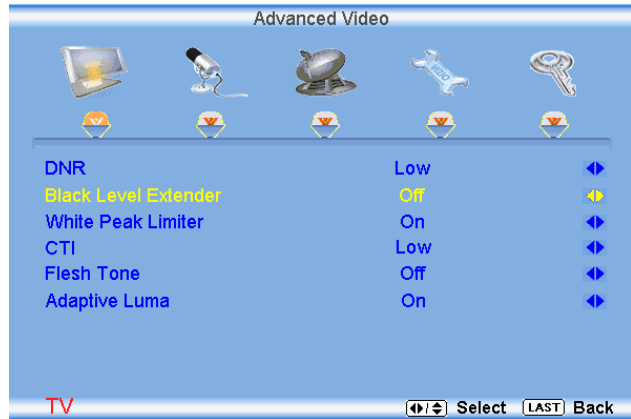 Advanced Video
VIZIO
DNR Low
Black Level Extender Off
White Peak Limiter On
CTI Low
Flesh Tone Off
Adaptive Luma On
TV Select LAST Back